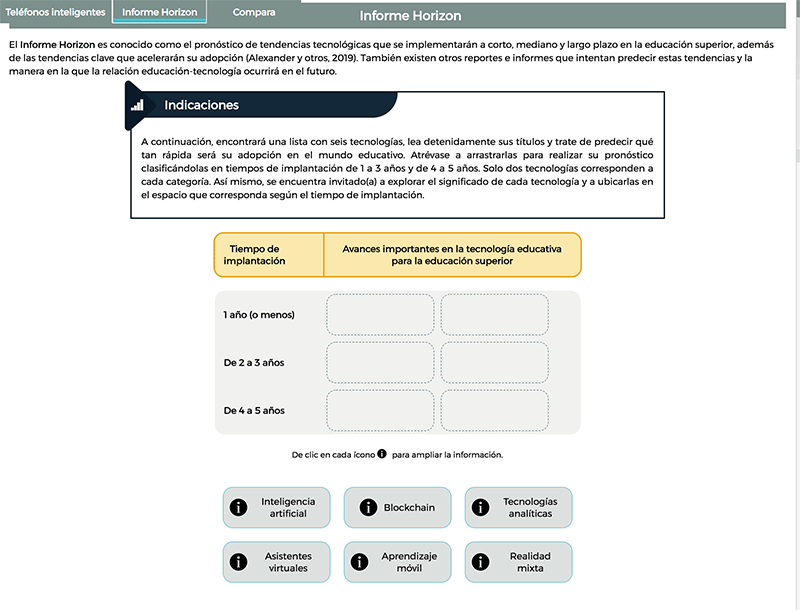 Teléfonos inteligentes
Informe Horizon
Compara
Informe Horizon
El Informe Horizon es conocido como el pronóstico de tendencias tecnológicas que se implementarán a corto, mediano y largo plazo en la educación superior, además
de las tendencias clave que acelerarán su adopción (Alexander y otros, 2019). También existen otros reportes e informes que intentan predecir estas tendencias y la
manera en la que la relación educación-tecnología ocurrirá en el futuro.
Indicaciones
A continuación, encontrará una lista con seis tecnologías, lea detenidamente sus títulos y trate de predecir qué
tan rápida será su adopción en el mundo educativo. Atrévase a arrastrarlas para realizar su pronóstico
clasificándolas en tiempos de implantación de 1 a 3 años y de 4 a 5 años. Solo dos tecnologías corresponden a
cada categoría. Así mismo, se encuentra invitado(a) a explorar el significado de cada tecnología y a ubicarlas en
el espacio que corresponda según el tiempo de implantación.
Tiempo de
implantación
Avances importantes en la tecnología educativa
para la educación superior
1 año (o menos)
De 2 a 3 años
De 4 a 5 años
De clic en cada ícono i para ampliar la información.
i Inteligencia
artificial
i Blockchain
i Tecnologías
analíticas
i Asistentes
virtuales
i Aprendizaje
móvil
i Realidad
mixta